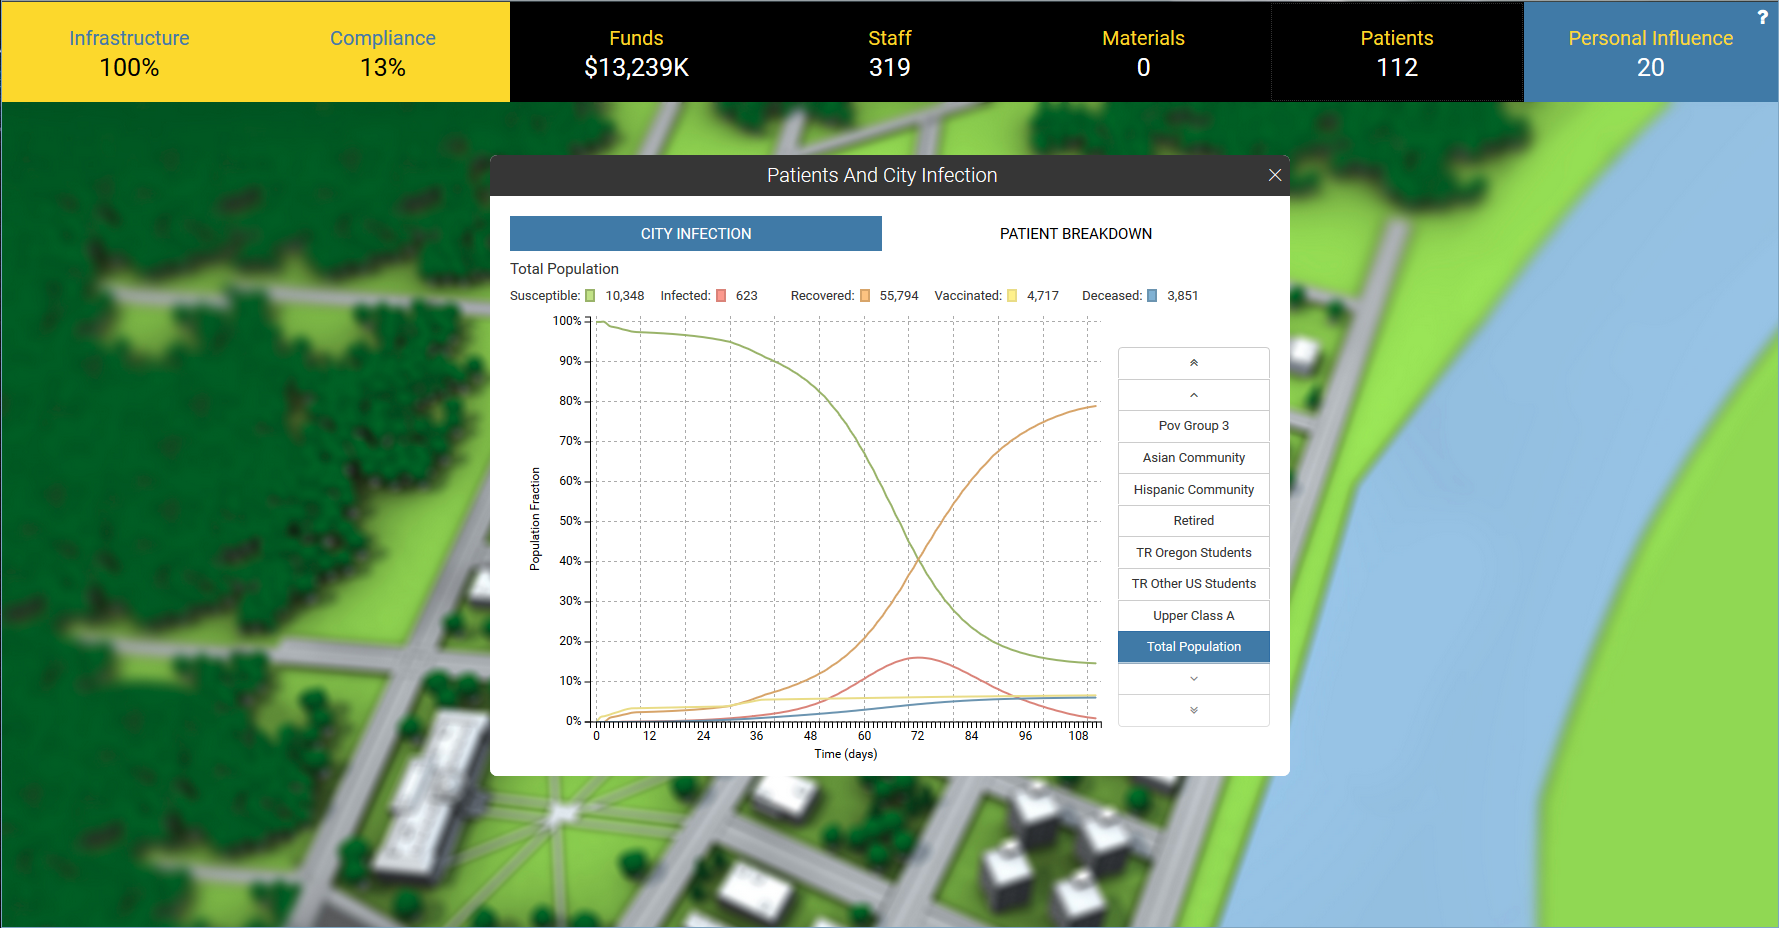 ?
Infrastructure Compliance Funds Staff Materials Patients Personal Influence
100% 13% $13,239K 319 0 112 20
Patients And City Infection
CITY INFECTION PATIENT BREAKDOWN
Total Population
Susceptible: 10,348 Infected: 623 Recovered: 55,794 Vaccinated: 4,717 Deceased: 3,851
100%
90%
80%
70%
60%
50%
40%
30%
20%
10%
0%
Population Fraction
0 12 24 36 48 60 72 84 96 108
Time (days)
Pov Group 3
Asian Community
Hispanic Community
Retired
TR Oregon Students
TR Other US Students
Upper Class A
Total Population